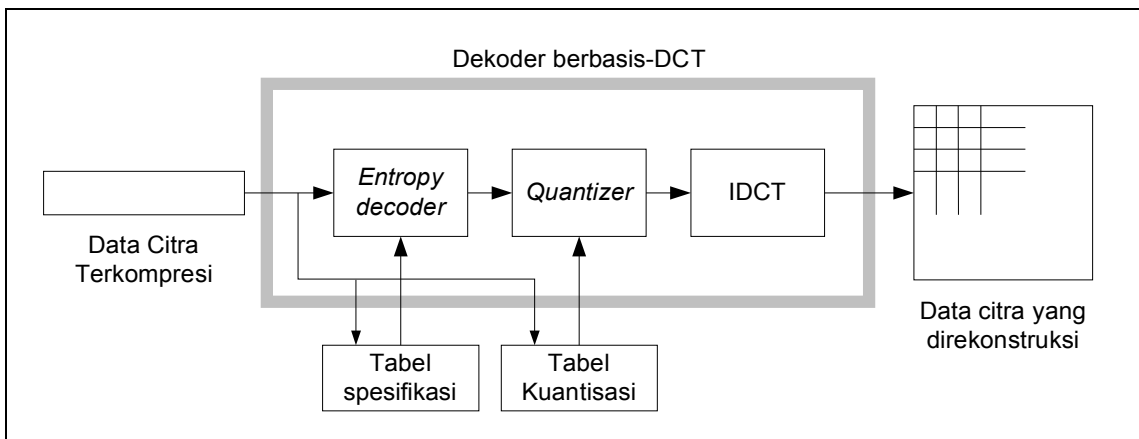 Dekoder berbasis-DCT
Entropy
decoder
Quantizer
IDCT
Data Citra
Terkompresi
Tabel
spesifikasi
Tabel
Kuantisasi
Data citra yang
direkonstruksi